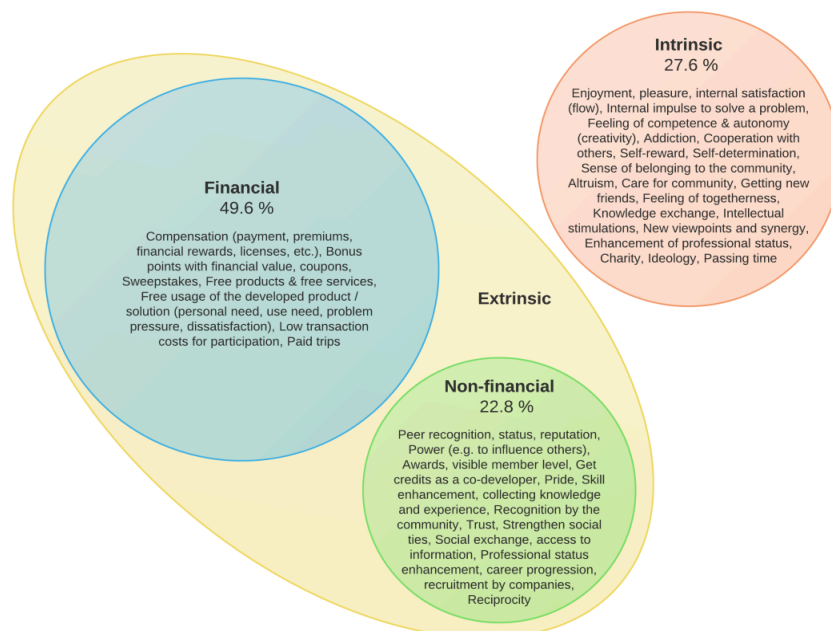 Intrinsic
27.6 %
Enjoyment, pleasure, internal satisfaction
(flow), Internal impulse to solve a problem,
Feeling of competence & autonomy
(creativity), Addiction, Cooperation with
others, Self-reward, Self-determination,
Sense of belonging to the community,
Altruism, Care for community, Getting new
friends, Feeling of togetherness,
Knowledge exchange, Intellectual
stimulations, New viewpoints and synergy,
Enhancement of professional status,
Charity, Ideology, Passing time
Financial
49.6 %
Compensation (payment, premiums,
financial rewards, licenses, etc.), Bonus
points with financial value, coupons,
Sweepstakes, Free products & free services,
Free usage of the developed product /
solution (personal need, use need, problem
pressure, dissatisfaction), Low transaction
costs for participation, Paid trips
Extrinsic
Non-financial
22.8 %
Peer recognition, status, reputation,
Power (e.g. to influence others),
Awards, visible member level, Get
credits as a co-developer, Pride, Skill
enhancement, collecting knowledge
and experience, Recognition by the
community, Trust, Strengthen social
ties, Social exchange, access to
information, Professional status
enhancement, career progression,
recruitment by companies,
Reciprocity